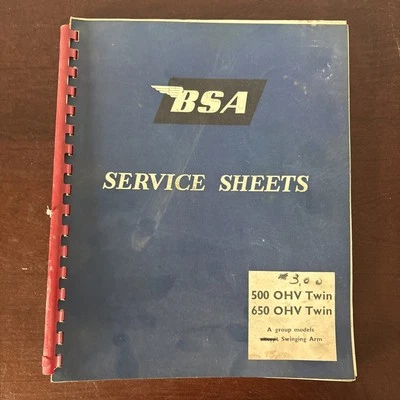 BSA
SERVICE SHEETS
#3.00
500 OHV Twin
650 OHV Twin
A group models
Swinging Arm